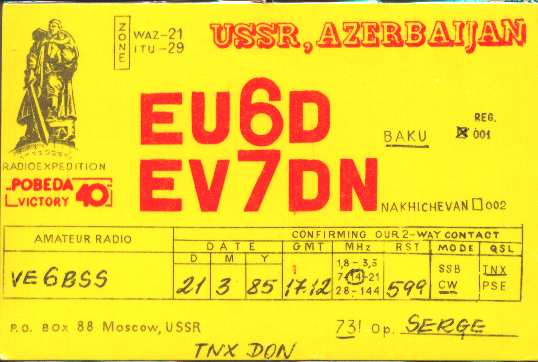 ZONE
WAZ-21
ITU-29
USSR, AZERBAIJAN
EU6D
EV7DN
REG.
BAKU 001
NAKHICHEVAN 002
RADIOEXPEDITION
POBEDA
VICTORY 40
AMATEUR RADIO
CONFIRMING OUR 2-WAY CONTACT
DATE GMT MHz RST MODE QSL
D M Y
VE6BSS
21 3 85 17.12
1,8 - 3,5
7-14-21
28-144
599
SSB TNX
CW PSE
P.O. BOX 88 Moscow, USSR
73! Op. SERGE
TNX DON